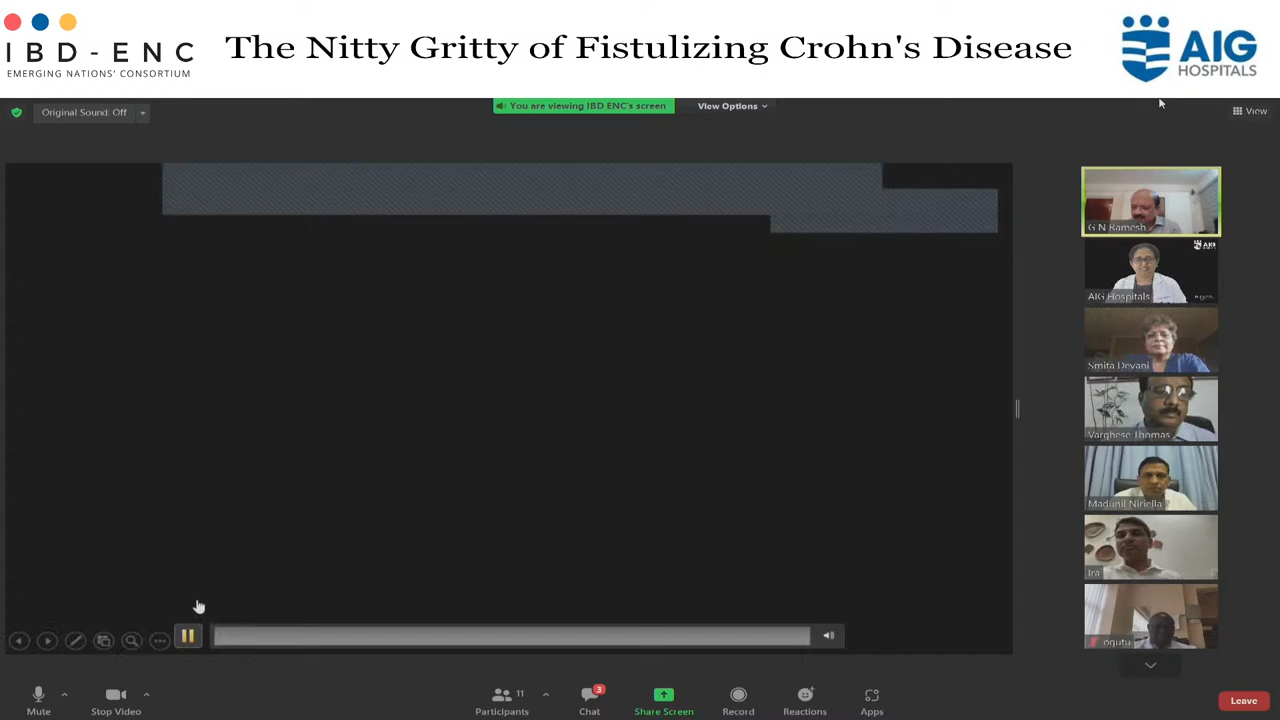 IBD-ENC
EMERGING NATIONS' CONSORTIUM
The Nitty Gritty of Fistulizing Crohn's Disease
AIG
HOSPITALS
Original Sound: Off
You are viewing IBD ENC's screen
View Options
View
G N Ramesh
AIG Hospitals
Smita Devani
Varghese Thomas
Madunil Niriella
Ira
ogutu
Mute
Stop Video
11
Participants
3
Chat
Share Screen
Record
Reactions
Apps
Leave